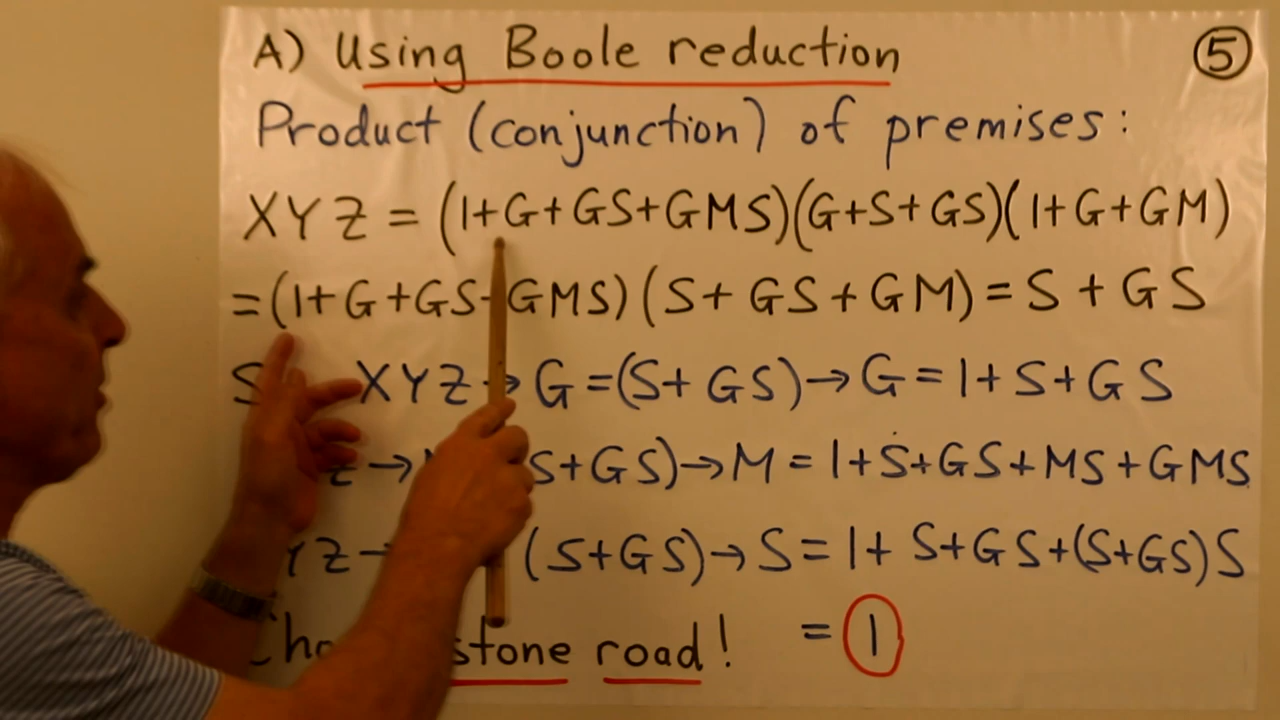 A) Using Boole reduction ⑤
Product (conjunction) of premises:
XYZ = (1+G+GS+GMS)(G+S+GS)(1+G+GM)
=(1+G+GS GMS)(S+GS+GM)=S+GS
S XYZ→G=(S+GS)→G=1+S+GS
Z→ S+GS)→M=1+S+GS+MS+GMS
YZ→ (S+GS)→S=1+S+GS+(S+GS)S
stone road! = 1